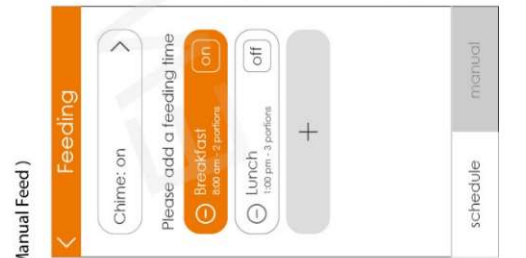 Manual Feed )
Feeding
Chime: on
Please add a feeding time
Breakfast
8:00 am - 2 portions
on
Lunch
1:00 pm - 3 portions
off
+
schedule
manual